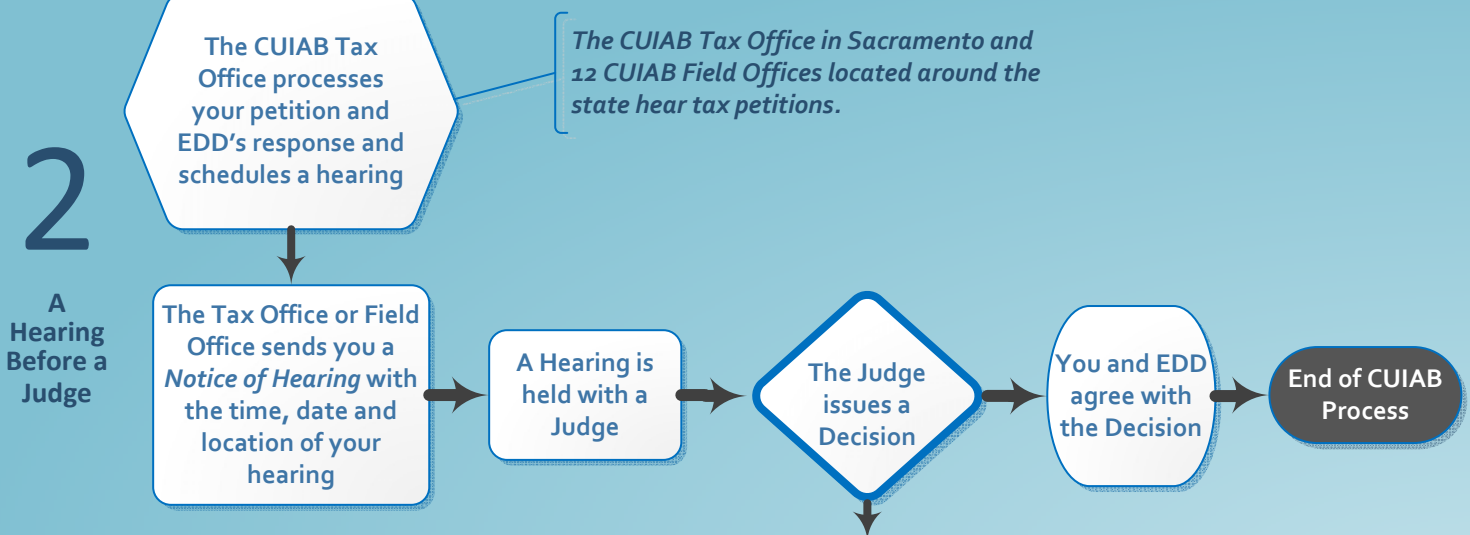 The CUIAB Tax
Office processes
your petition and
EDD's response and
schedules a hearing
The CUIAB Tax Office in Sacramento and
12 CUIAB Field Offices located around the
state hear tax petitions.
2
A
Hearing
Before a
Judge
The Tax Office or Field
Office sends you a
Notice of Hearing with
the time, date and
location of your
hearing
A Hearing is
held with a
Judge
The Judge
issues a
Decision
You and EDD
agree with
the Decision
End of CUIAB
Process